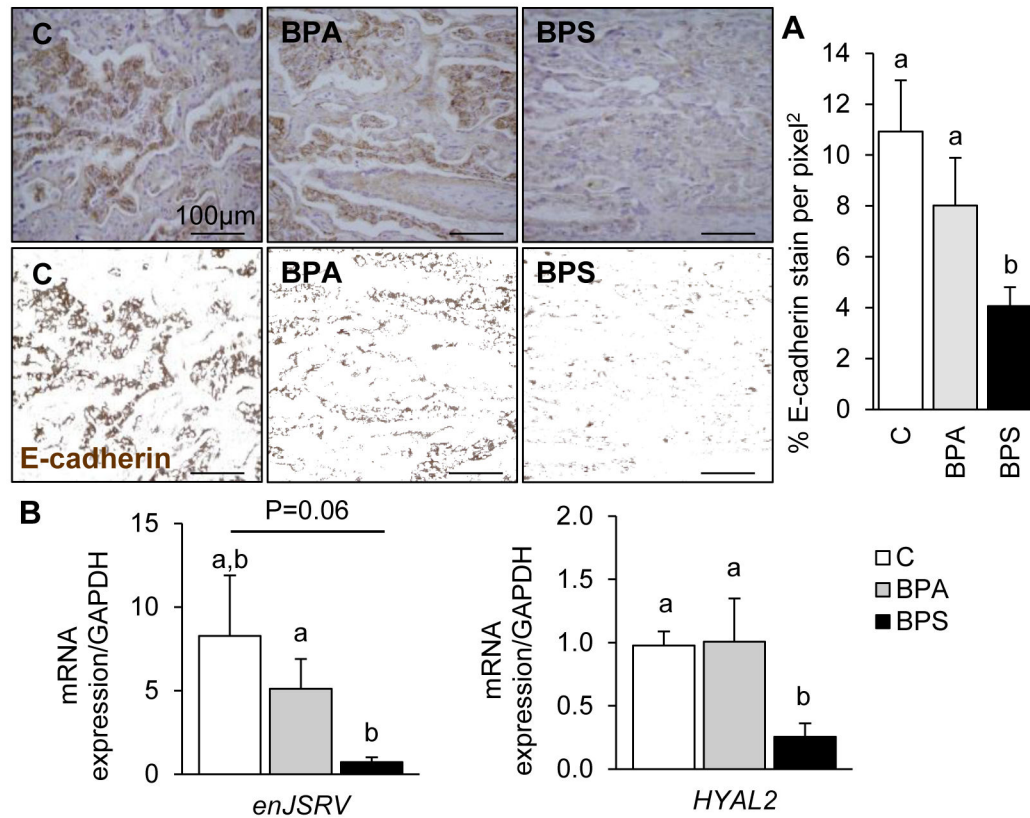 C
BPA
BPS
100µm
C
BPA
BPS
E-cadherin
A
% E-cadherin stain per pixel²
14
12
10
8
6
4
2
0
a
a
b
C
BPA
BPS
B
P=0.06
mRNA
expression/GAPDH
15
10
5
0
a,b
a
b
enJSRV
mRNA
expression/GAPDH
2.0
1.5
1.0
0.5
0.0
a
a
b
HYAL2
C
BPA
BPS